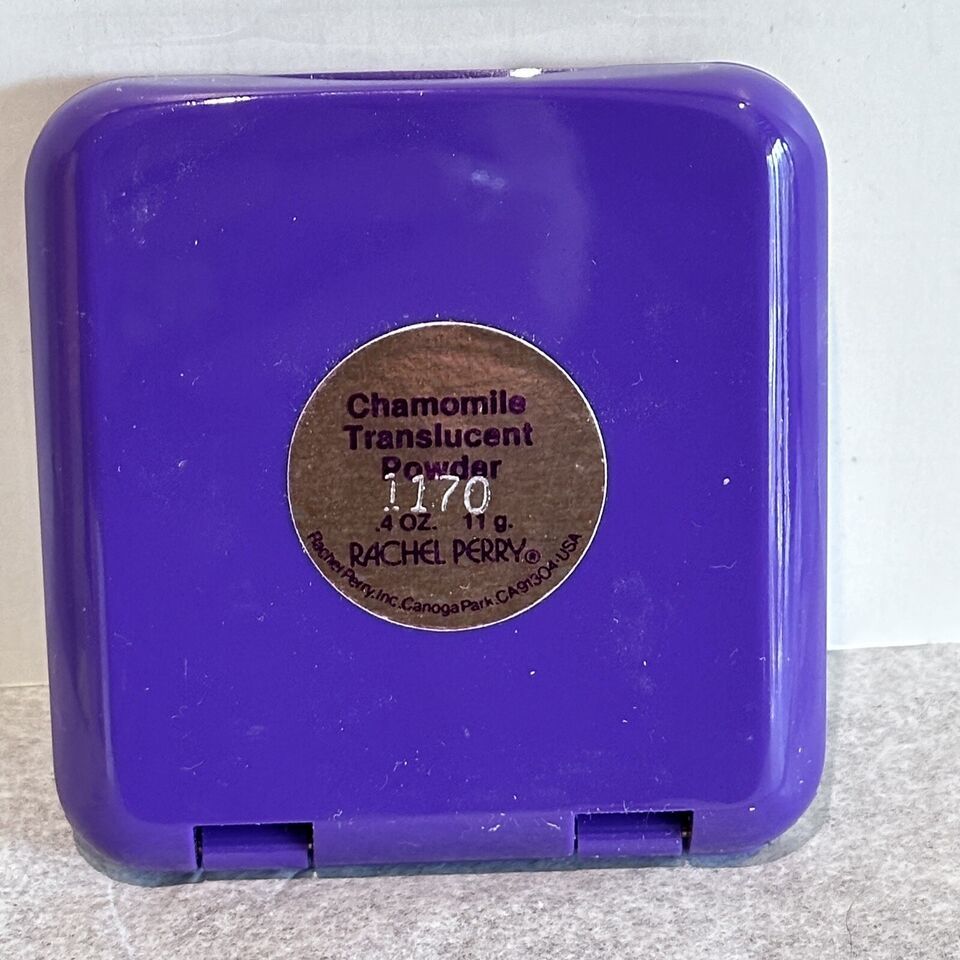 Chamomile
Translucent
Powder
1170
.4 OZ. 11 g.
RACHEL PERRY®
Rachel Perry, Inc. Canoga Park, CA 91304 · USA